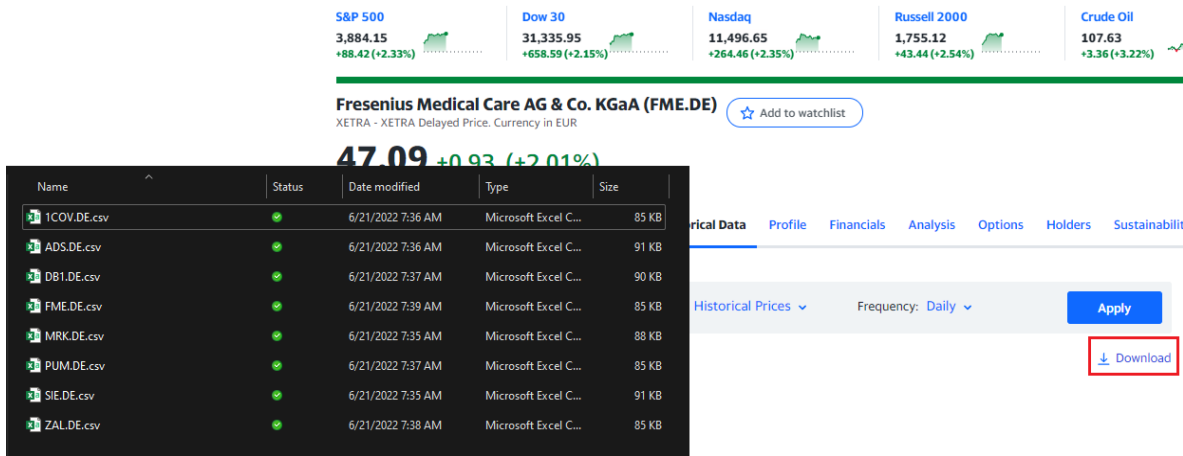 S&P 500 Dow 30 Nasdaq Russell 2000 Crude Oil
3,884.15 31,335.95 11,496.65 1,755.12 107.63
+88.42 (+2.33%) +658.59 (+2.15%) +264.46 (+2.35%) +43.44 (+2.54%) +3.36 (+3.22%)
Fresenius Medical Care AG & Co. KGaA (FME.DE)
Add to watchlist
XETRA - XETRA Delayed Price. Currency in EUR
47.09 +0.93 (+2.01%)
Name Status Date modified Type Size
1COV.DE.csv 6/21/2022 7:36 AM Microsoft Excel C... 85 KB
ADS.DE.csv 6/21/2022 7:36 AM Microsoft Excel C... 91 KB
DB1.DE.csv 6/21/2022 7:37 AM Microsoft Excel C... 90 KB
FME.DE.csv 6/21/2022 7:39 AM Microsoft Excel C... 85 KB
MRK.DE.csv 6/21/2022 7:35 AM Microsoft Excel C... 88 KB
PUM.DE.csv 6/21/2022 7:37 AM Microsoft Excel C... 85 KB
SIE.DE.csv 6/21/2022 7:35 AM Microsoft Excel C... 91 KB
ZAL.DE.csv 6/21/2022 7:38 AM Microsoft Excel C... 85 KB
rical Data Profile Financials Analysis Options Holders Sustainabilit
Historical Prices Frequency: Daily Apply
Download